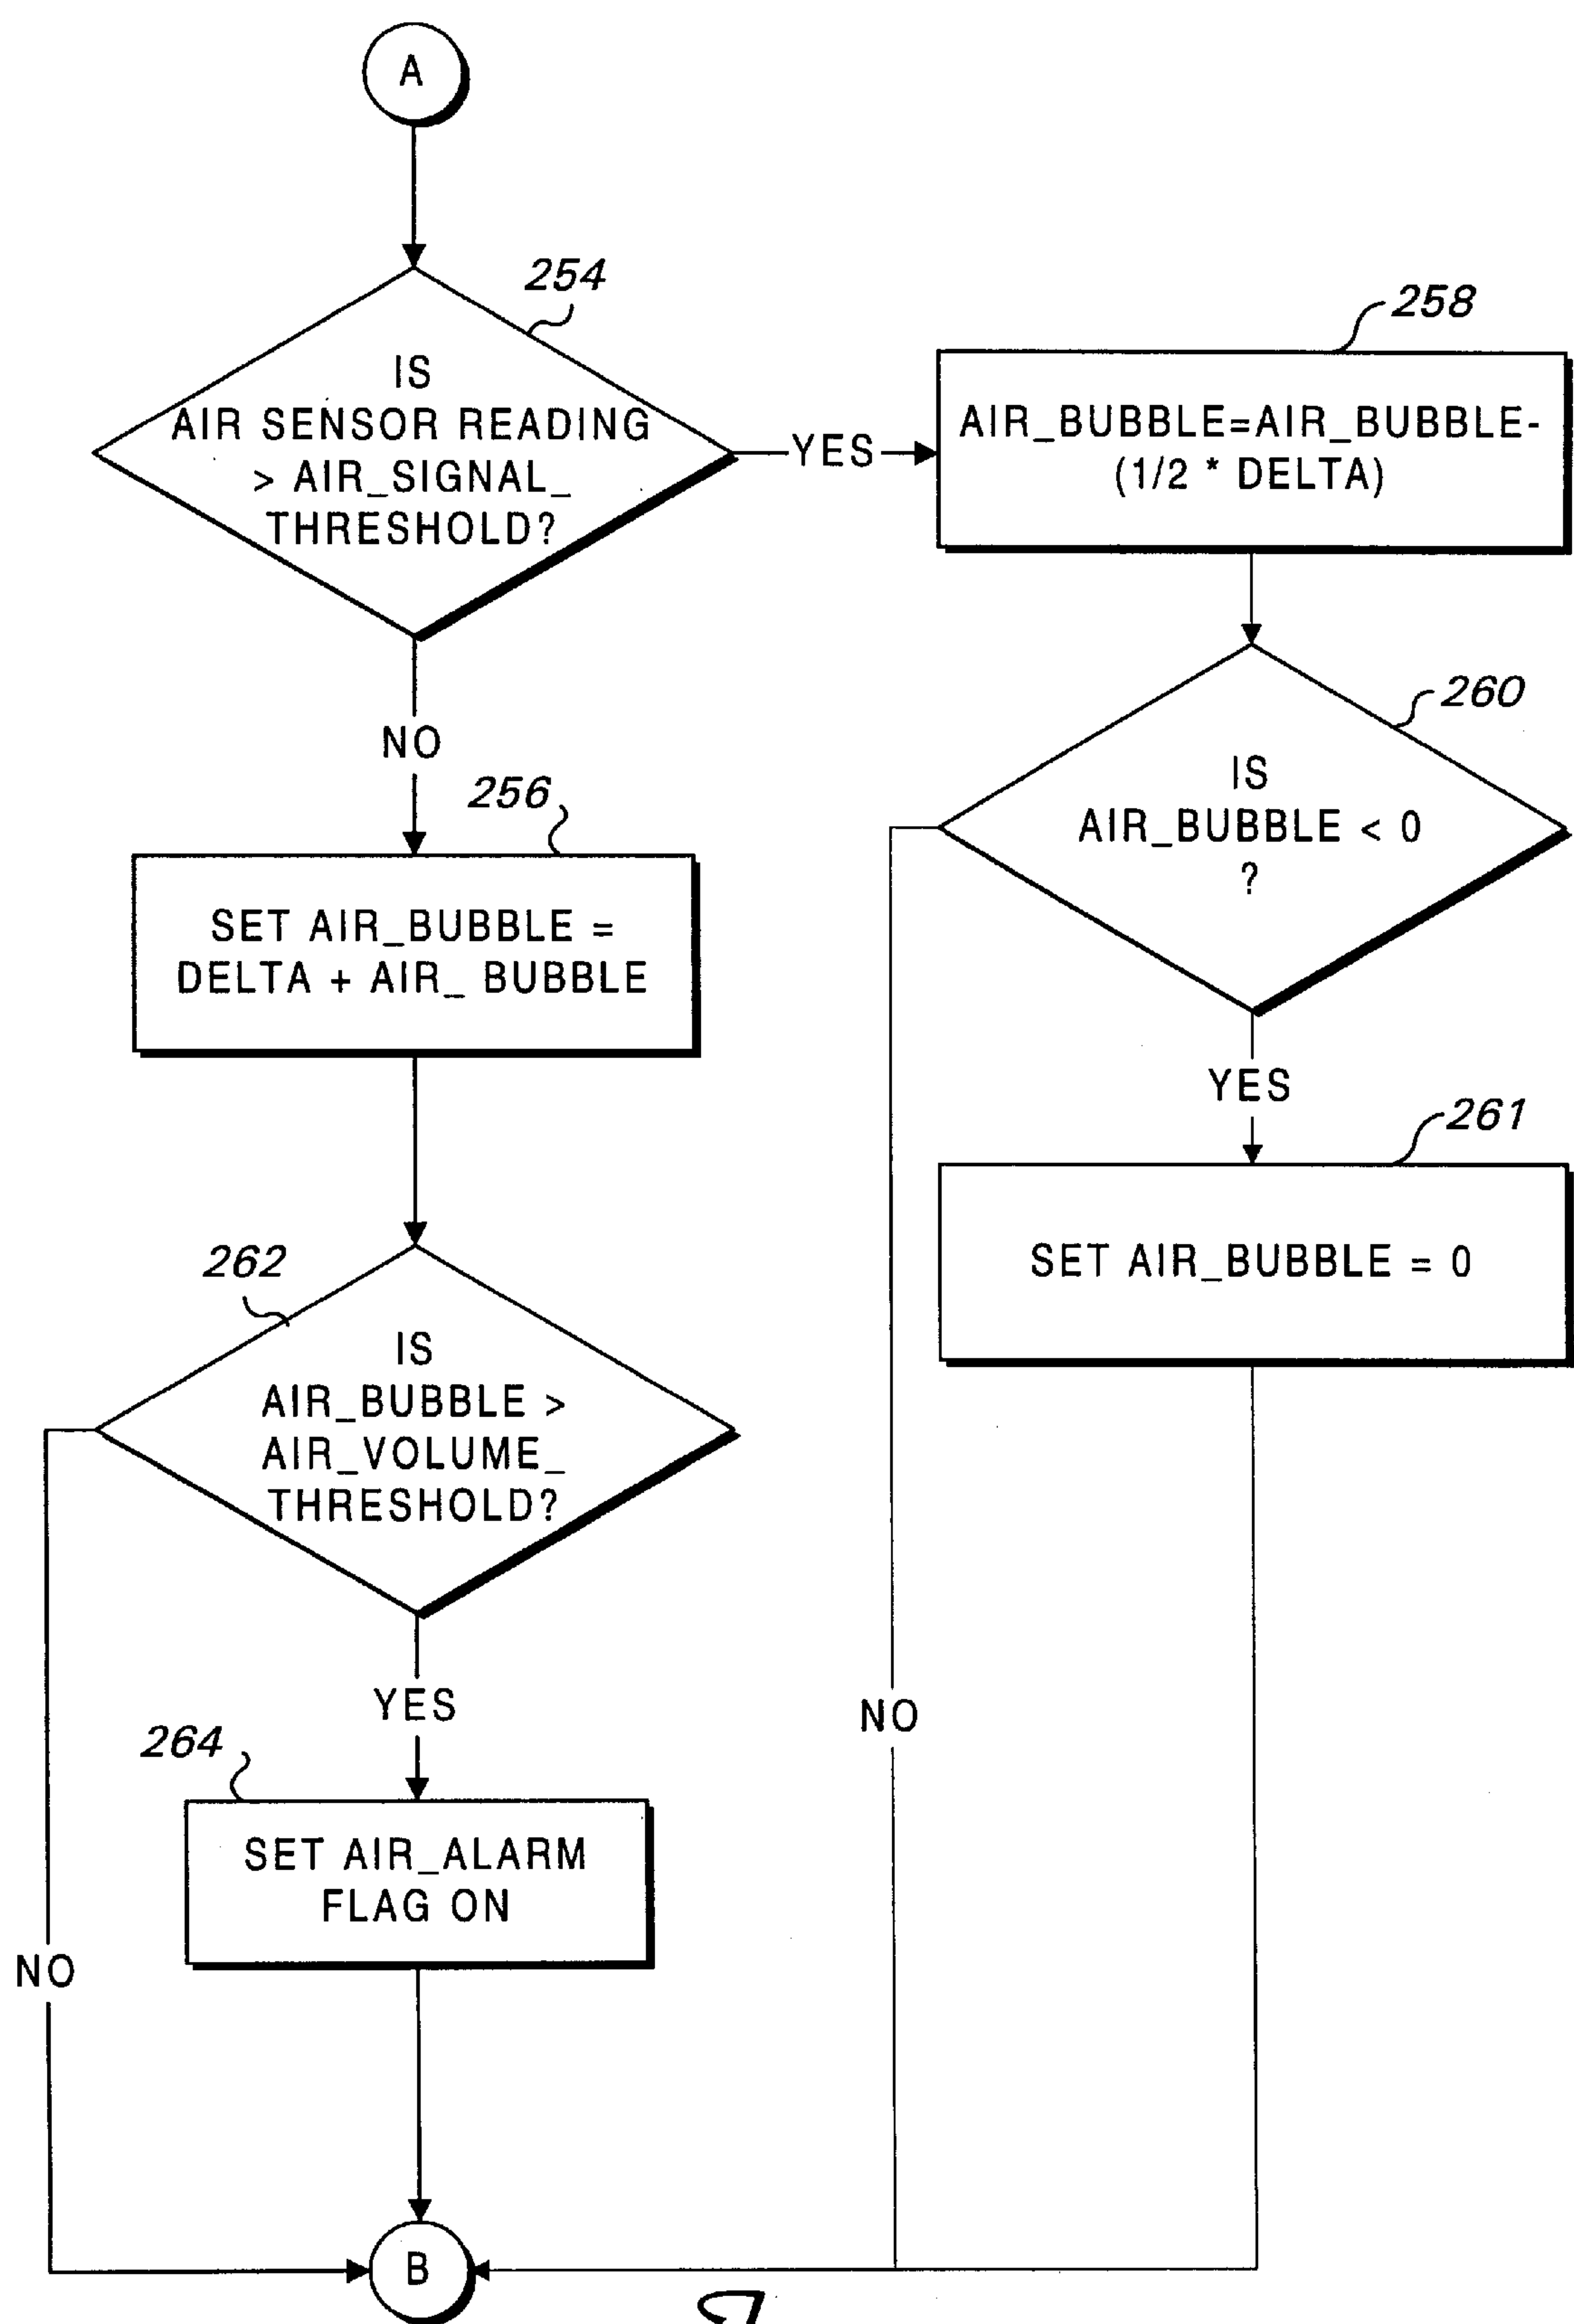 A
254
IS
AIR SENSOR READING
> AIR_SIGNAL_
THRESHOLD?
YES
258
AIR_BUBBLE=AIR_BUBBLE-
(1/2 * DELTA)
NO
260
IS
AIR_BUBBLE < 0
?
256
SET AIR_BUBBLE =
DELTA + AIR_ BUBBLE
YES
261
SET AIR_BUBBLE = 0
262
IS
AIR_BUBBLE >
AIR_VOLUME_
THRESHOLD?
YES
NO
264
SET AIR_ALARM
FLAG ON
NO
B